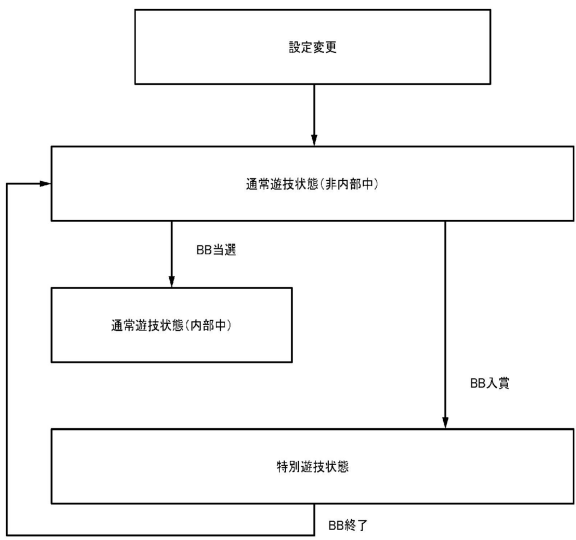 設定変更
通常遊技状態(非内部中)
BB当選
通常遊技状態(内部中)
BB入賞
特別遊技状態
BB終了